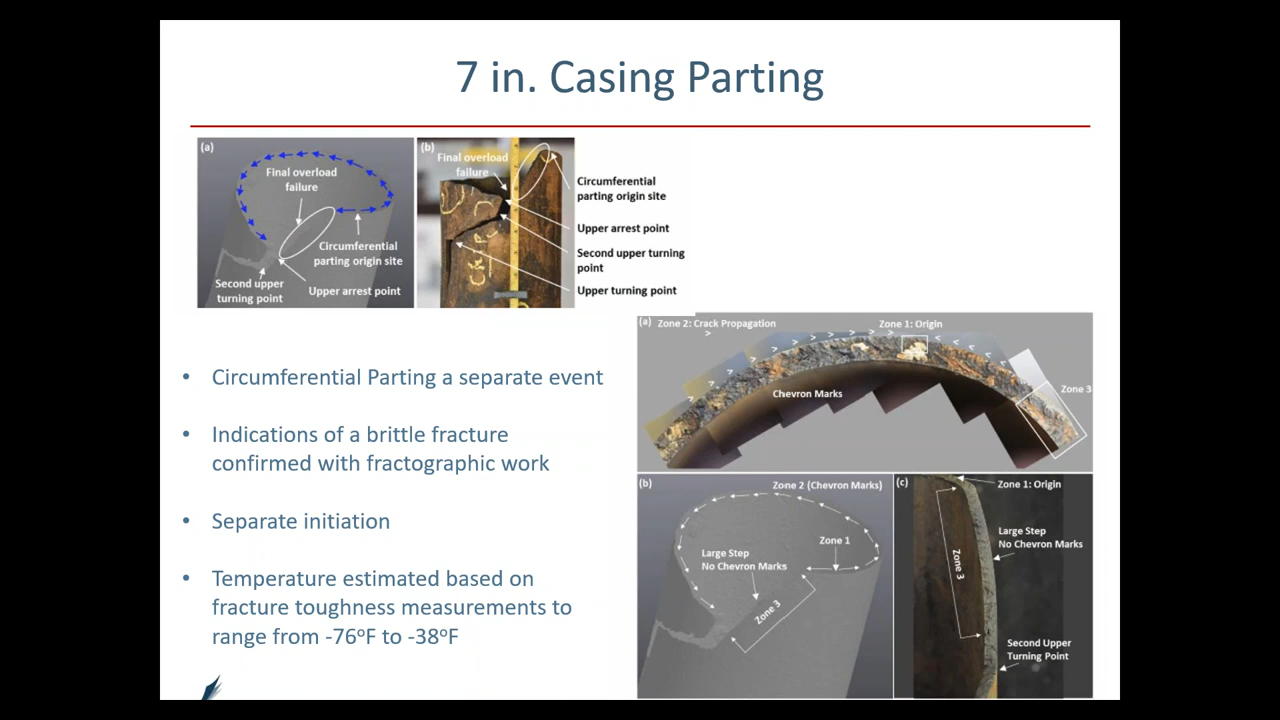 7 in. Casing Parting
(a)
Final overload
failure
Circumferential
parting origin site
Second upper
turning point
Upper arrest point
(b)
Final overload
failure
Circumferential
parting origin site
Upper arrest point
Second upper turning
point
Upper turning point
• Circumferential Parting a separate event
• Indications of a brittle fracture
confirmed with fractographic work
• Separate initiation
• Temperature estimated based on
fracture toughness measurements to
range from -76ºF to -38ºF
(a) Zone 2: Crack Propagation
Zone 1: Origin
Zone 3
Chevron Marks
(b)
Zone 2 (Chevron Marks)
Zone 1
Large Step
No Chevron Marks
Zone 3
(c)
Zone 1: Origin
Large Step
No Chevron Marks
Zone 3
Second Upper
Turning Point